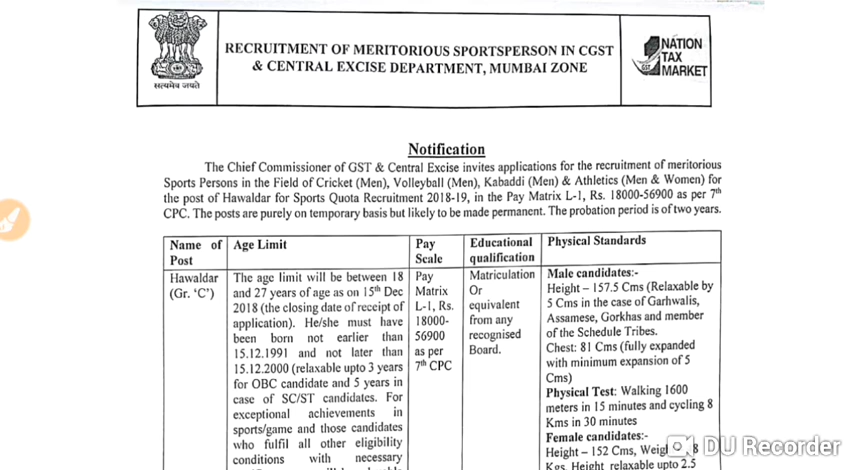 RECRUITMENT OF MERITORIOUS SPORTSPERSON IN CGST
& CENTRAL EXCISE DEPARTMENT, MUMBAI ZONE
सत्यमेव जयते
NATION
TAX
MARKET
GST
Notification
The Chief Commissioner of GST & Central Excise invites applications for the recruitment of meritorious
Sports Persons in the Field of Cricket (Men), Volleyball (Men), Kabaddi (Men) & Athletics (Men & Women) for
the post of Hawaldar for Sports Quota Recruitment 2018-19, in the Pay Matrix L-1, Rs. 18000-56900 as per 7th
CPC. The posts are purely on temporary basis but likely to be made permanent. The probation period is of two years.
Name of
Post
Age Limit
Pay
Scale
Educational
qualification
Physical Standards
Hawaldar
(Gr. 'C')
The age limit will be between 18
and 27 years of age as on 15th Dec
2018 (the closing date of receipt of
application). He/she must have
been born not earlier than
15.12.1991 and not later than
15.12.2000 (relaxable upto 3 years
for OBC candidate and 5 years in
case of SC/ST candidates. For
exceptional achievements in
sports/game and those candidates
who fulfil all other eligibility
conditions with necessary
Pay
Matrix
L-1, Rs.
18000-
56900
as per
7th CPC
Matriculation
Or
equivalent
from any
recognised
Board.
Male candidates:-
Height – 157.5 Cms (Relaxable by
5 Cms in the case of Garhwalis,
Assamese, Gorkhas and member
of the Schedule Tribes.
Chest: 81 Cms (fully expanded
with minimum expansion of 5
Cms)
Physical Test: Walking 1600
meters in 15 minutes and cycling 8
Kms in 30 minutes
Female candidates:-
Height – 152 Cms, 8
Kgs. Height relaxable upto 2.5
DU Recorder